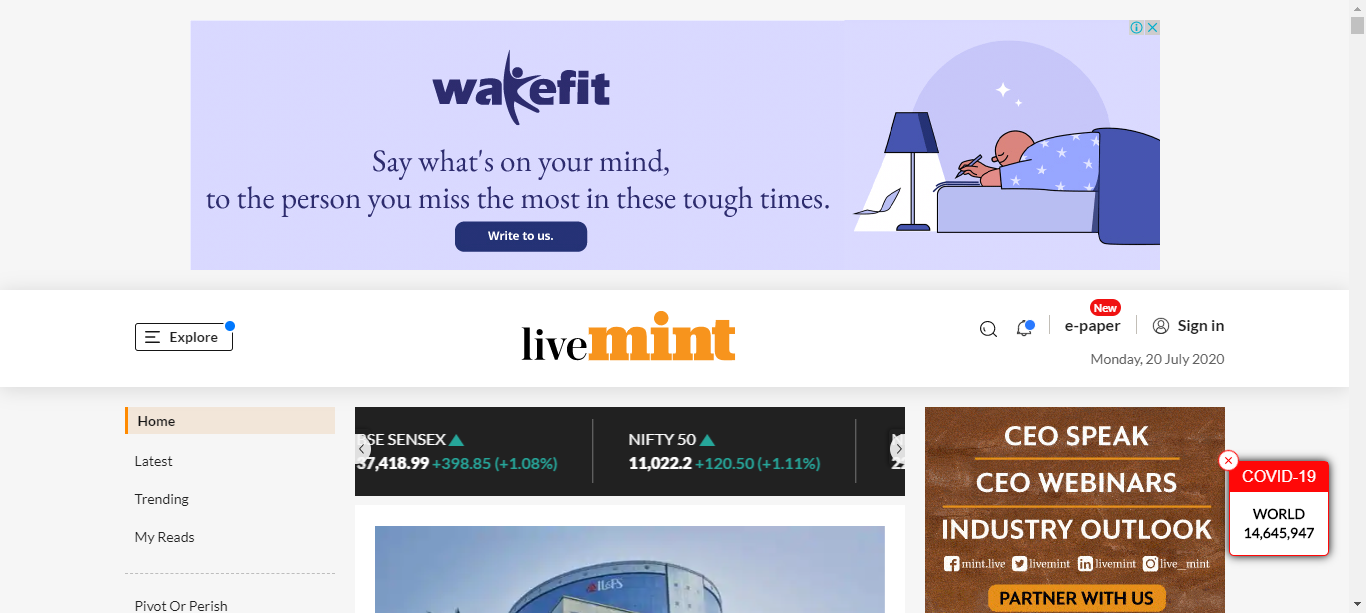 wakefit
Say what's on your mind,
to the person you miss the most in these tough times.
Write to us.
Explore
livemint
New
e-paper
Sign in
Monday, 20 July 2020
Home
Latest
Trending
My Reads
Pivot Or Perish
BSE SENSEX
37,418.99 +398.85 (+1.08%)
NIFTY 50
11,022.2 +120.50 (+1.11%)
IL&FS
CEO SPEAK
CEO WEBINARS
INDUSTRY OUTLOOK
mint.live livemint livemint live_mint
PARTNER WITH US
COVID-19
WORLD
14,645,947